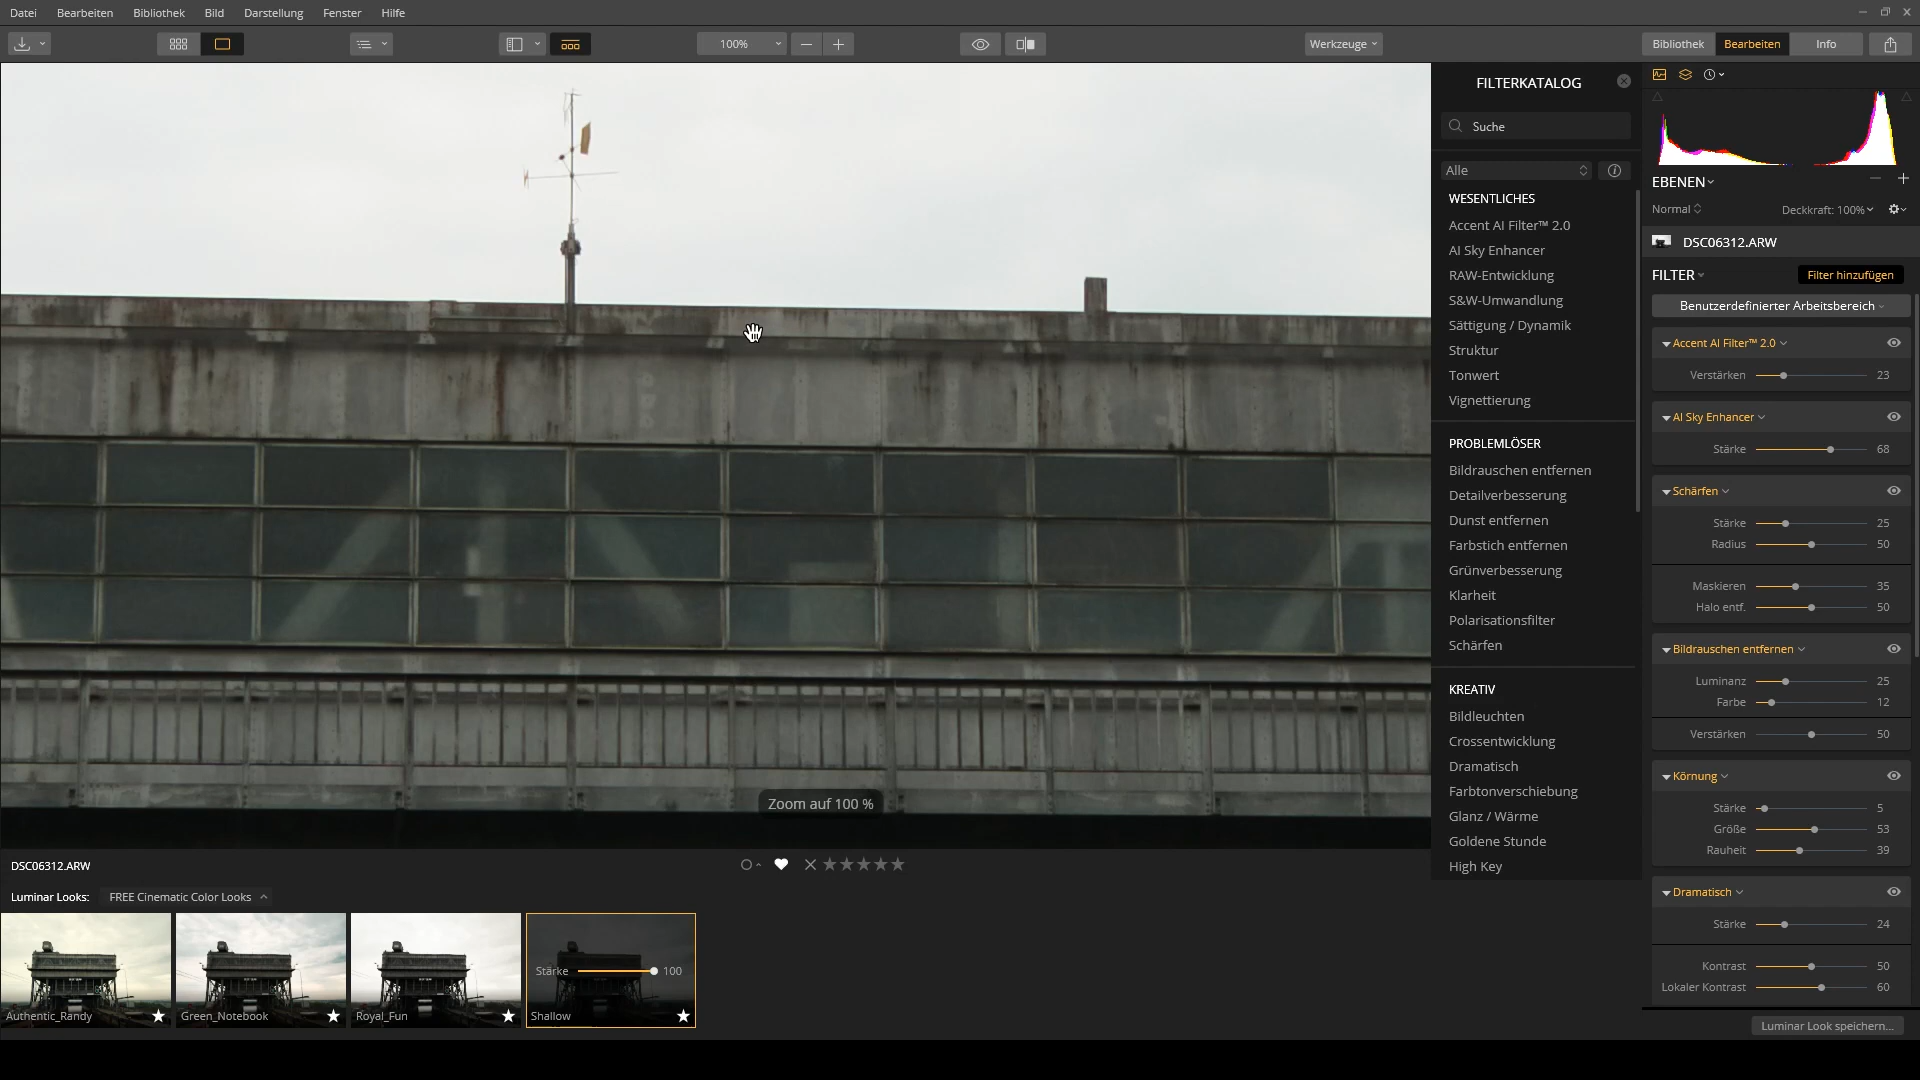 Datei Bearbeiten Bibliothek Bild Darstellung Fenster Hilfe
100% Werkzeuge Bibliothek Bearbeiten Info
FILTERKATALOG
Suche
Alle
WESENTLICHES
Accent AI Filter™ 2.0
AI Sky Enhancer
RAW-Entwicklung
S&W-Umwandlung
Sättigung / Dynamik
Struktur
Tonwert
Vignettierung
PROBLEMLÖSER
Bildrauschen entfernen
Detailverbesserung
Dunst entfernen
Farbstich entfernen
Grünverbesserung
Klarheit
Polarisationsfilter
Schärfen
KREATIV
Bildleuchten
Crossentwicklung
Dramatisch
Farbtonverschiebung
Glanz / Wärme
Goldene Stunde
High Key
EBENEN
Normal Deckkraft: 100%
DSC06312.ARW
FILTER Filter hinzufügen
Benutzerdefinierter Arbeitsbereich
Accent AI Filter™ 2.0
Verstärken 23
AI Sky Enhancer
Stärke 68
Schärfen
Stärke 25
Radius 50
Maskieren 35
Halo entf. 50
Bildrauschen entfernen
Luminanz 25
Farbe 12
Verstärken 50
Körnung
Stärke 5
Größe 53
Rauheit 39
Dramatisch
Stärke 24
Kontrast 50
Lokaler Kontrast 60
Luminar Look speichern...
Zoom auf 100 %
DSC06312.ARW
Luminar Looks: FREE Cinematic Color Looks
Stärke 100
Authentic_Randy Green_Notebook Royal_Fun Shallow